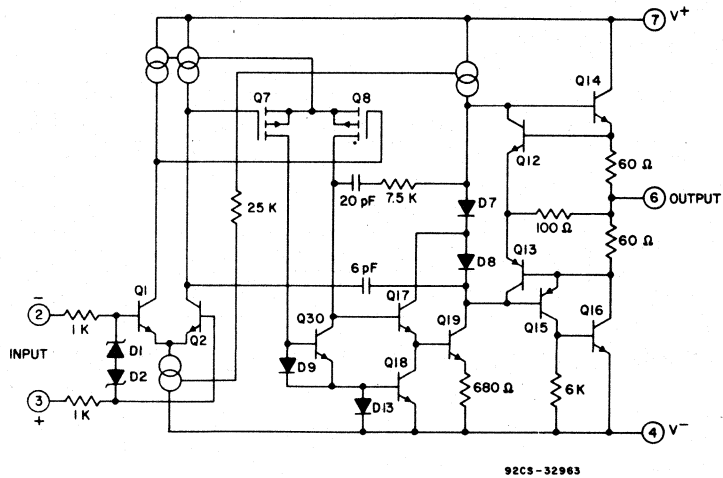 7 V+
Q14
Q7 Q8
Q12
60 Ω
20 pF 7.5 K
D7
6 OUTPUT
25 K
100 Ω
60 Ω
Q13
D8
6 pF
Q1
Q17
−
2
1 K
Q2
Q19
Q15
Q16
Q30
D1
INPUT
D9
Q18
D2
680 Ω
6 K
3
+
1 K
D13
4 V−
92CS-32963